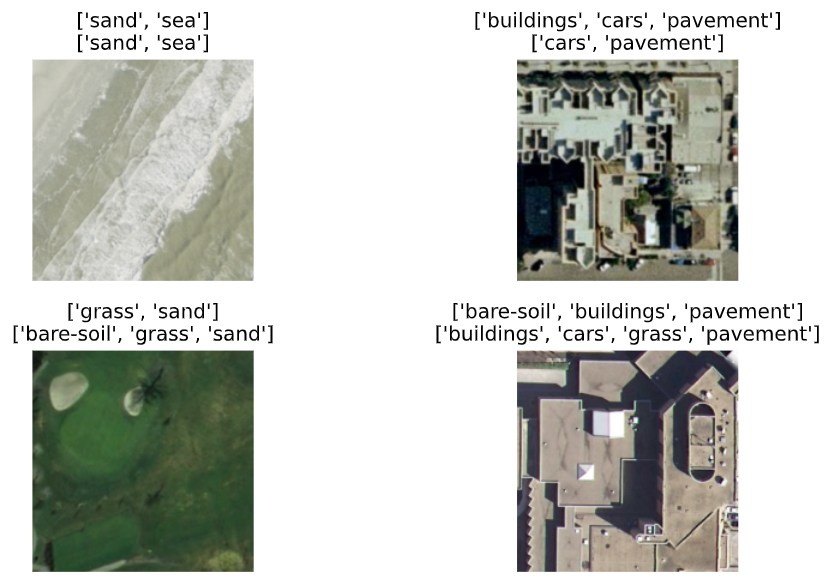 ['sand', 'sea']
['sand', 'sea']
['buildings', 'cars', 'pavement']
['cars', 'pavement']
['grass', 'sand']
['bare-soil', 'grass', 'sand']
['bare-soil', 'buildings', 'pavement']
['buildings', 'cars', 'grass', 'pavement']